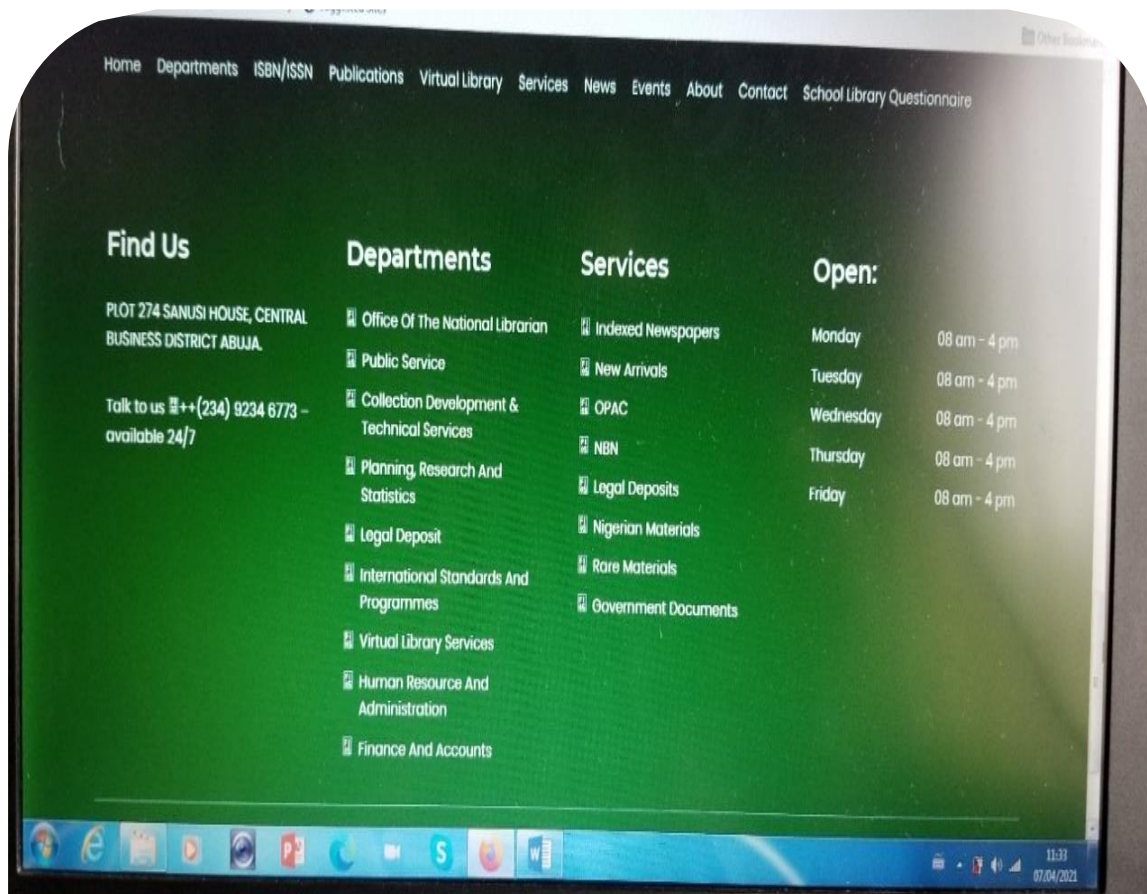 Home Departments ISBN/ISSN Publications Virtual Library Services News Events About Contact School Library Questionnaire
Find Us
PLOT 274 SANUSI HOUSE, CENTRAL
BUSINESS DISTRICT ABUJA.
Talk to us ++(234) 9234 6773 –
available 24/7
Departments
Office Of The National Librarian
Public Service
Collection Development &
Technical Services
Planning, Research And
Statistics
Legal Deposit
International Standards And
Programmes
Virtual Library Services
Human Resource And
Administration
Finance And Accounts
Services
Indexed Newspapers
New Arrivals
OPAC
NBN
Legal Deposits
Nigerian Materials
Rare Materials
Government Documents
Open:
Monday 08 am - 4 pm
Tuesday 08 am - 4 pm
Wednesday 08 am - 4 pm
Thursday 08 am - 4 pm
Friday 08 am - 4 pm
11:33
07/04/2021